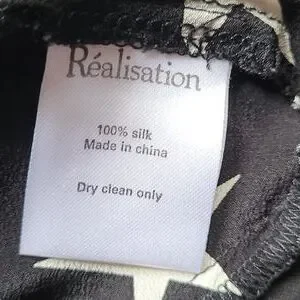 Réalisation
100% silk
Made in china
Dry clean only